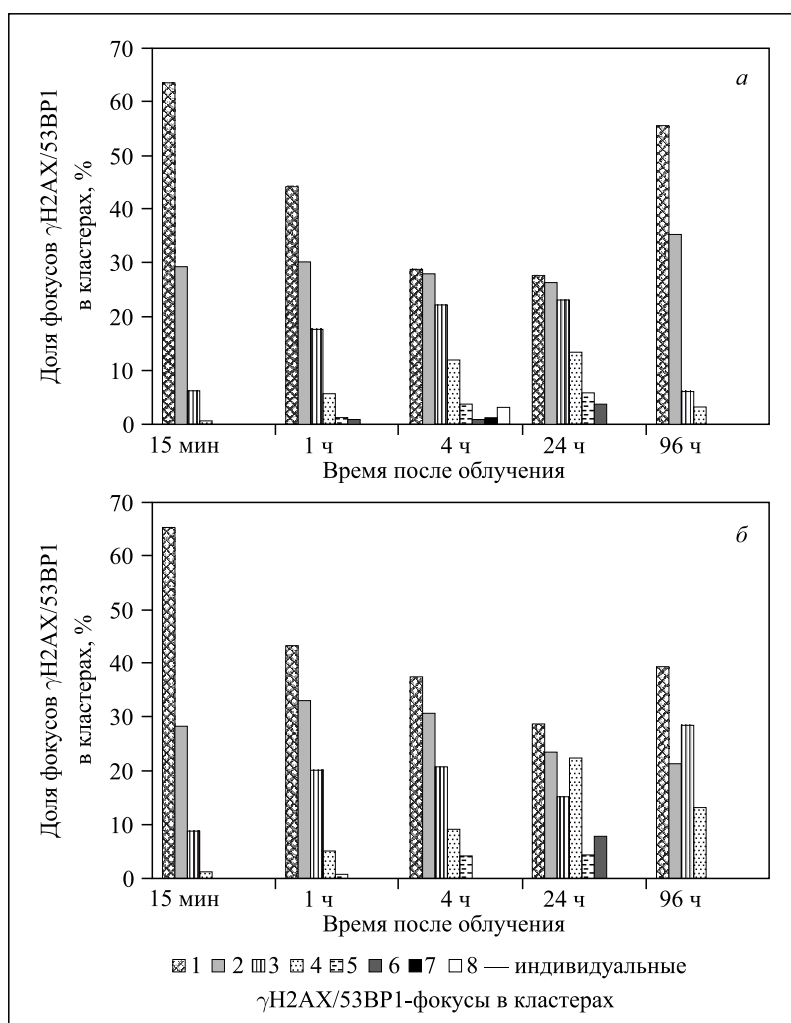 70
а
60
50
40
30
20
10
0
Доля фокусов γH2AX/53BP1
в кластерах, %
15 мин 1 ч 4 ч 24 ч 96 ч
Время после облучения
70
б
60
50
40
30
20
10
0
Доля фокусов γH2AX/53BP1
в кластерах, %
15 мин 1 ч 4 ч 24 ч 96 ч
Время после облучения
1 2 3 4 5 6 7 8 — индивидуальные
γH2AX/53BP1-фокусы в кластерах